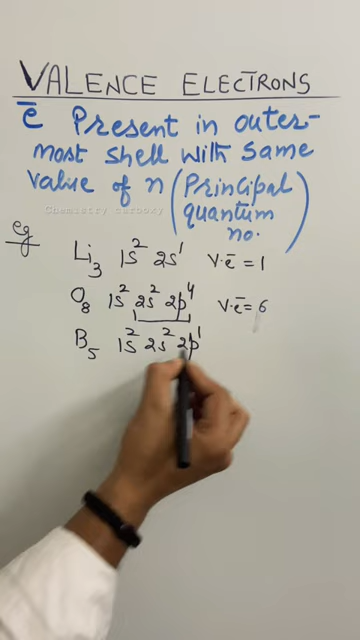 VALENCE ELECTRONS
ē Present in outer-
most shell with same
value of n (Principal
quantum
no.)
Chemistry
eg
Li₃ 1s² 2s¹ v.ē = 1
O₈ 1s² 2s² 2p⁴ v.ē = 6
B₅ 1s² 2s² 2p¹